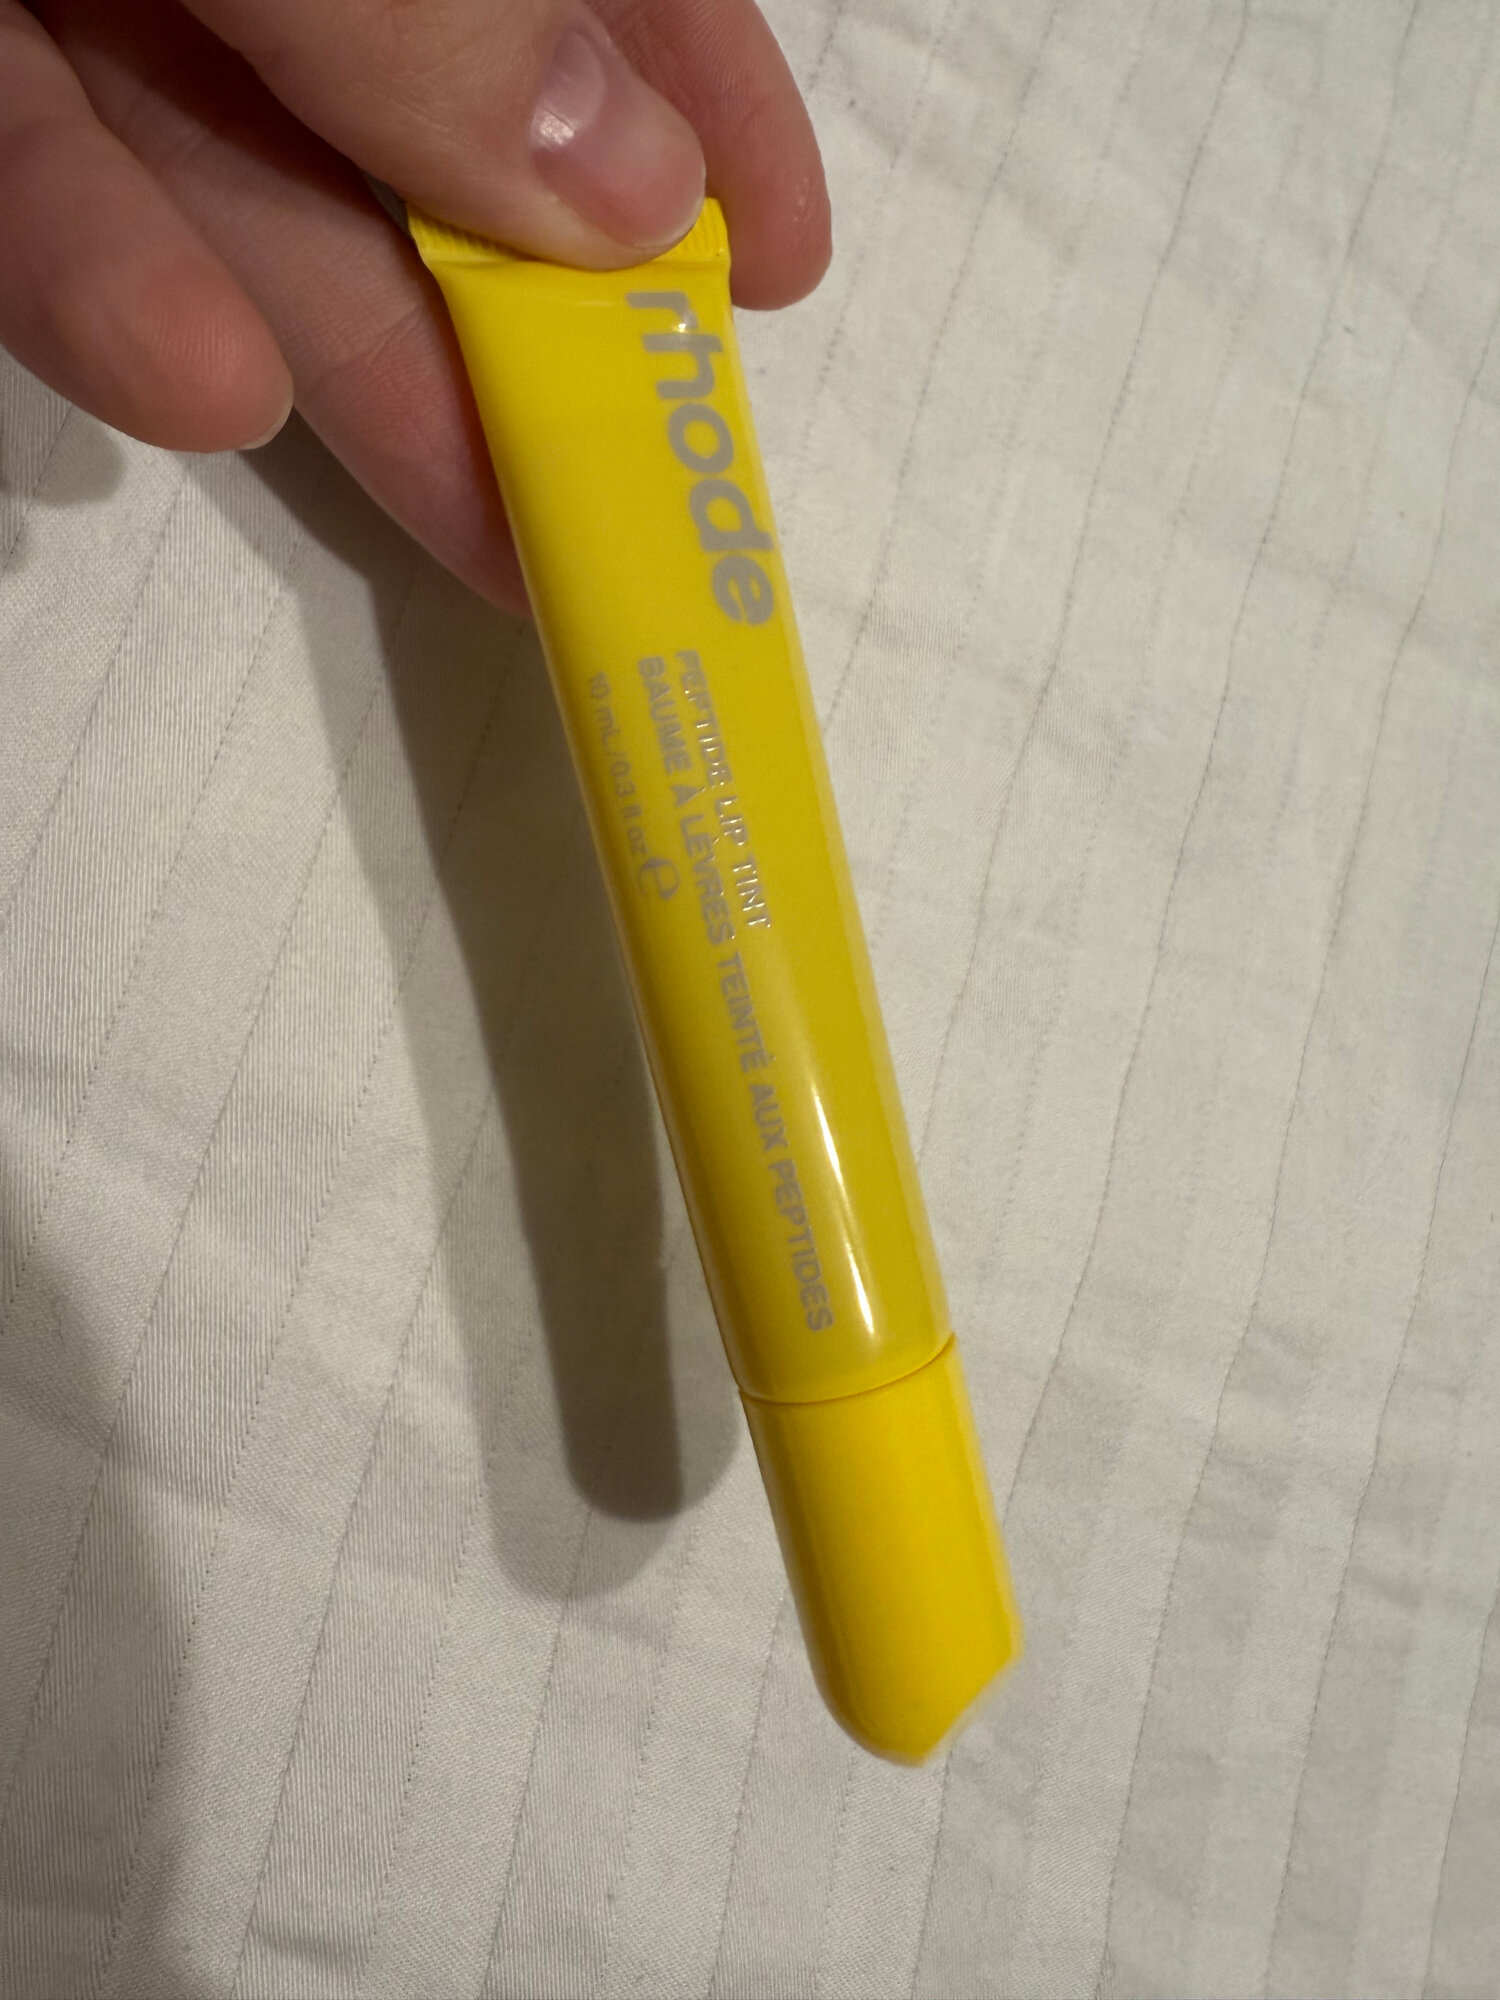 rhode
PEPTIDE LIP TINT
BAUME À LÈVRES TEINTÉ AUX PEPTIDES
10 mL / 0.3 fl oz ℮